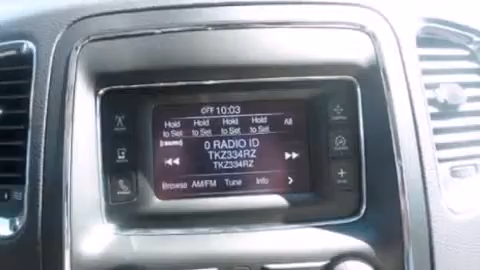 OFF 10:03
Hold to Set Hold to Set Hold to Set Hold to Set All
0 RADIO ID
TKZ334RZ
TKZ334RZ
Browse AM/FM Tune Info